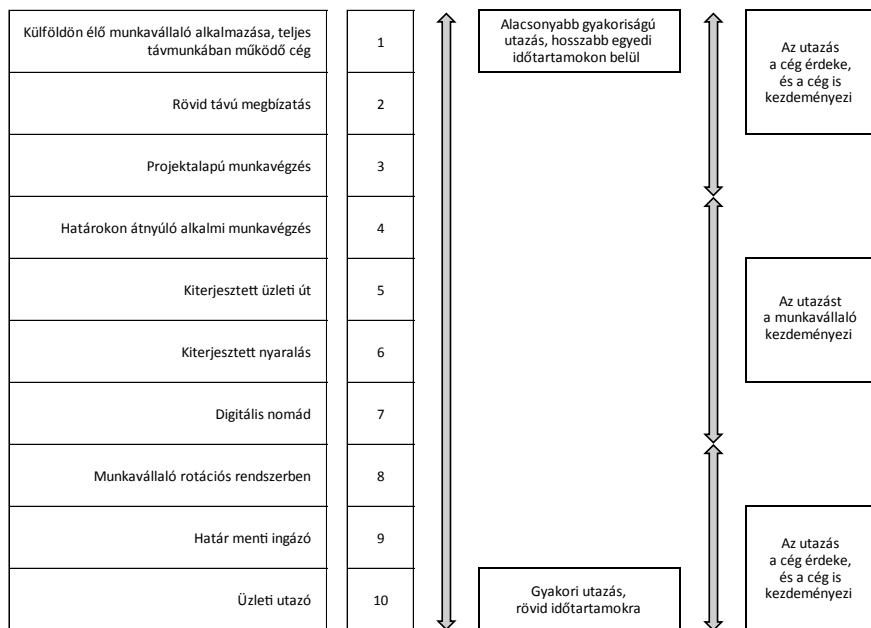 Külföldön élő munkavállaló alkalmazása, teljes
távmunkában működő cég
1
Alacsonyabb gyakoriságú
utazás, hosszabb egyedi
időtartamokon belül
Az utazás
a cég érdeke,
és a cég is
kezdeményezi
Rövid távú megbízatás
2
Projektalapú munkavégzés
3
Határokon átnyúló alkalmi munkavégzés
4
Kiterjesztett üzleti út
5
Az utazást
a munkavállaló
kezdeményezi
Kiterjesztett nyaralás
6
Digitális nomád
7
Munkavállaló rotációs rendszerben
8
Határ menti ingázó
9
Az utazás
a cég érdeke,
és a cég is
kezdeményezi
Üzleti utazó
10
Gyakori utazás,
rövid időtartamokra